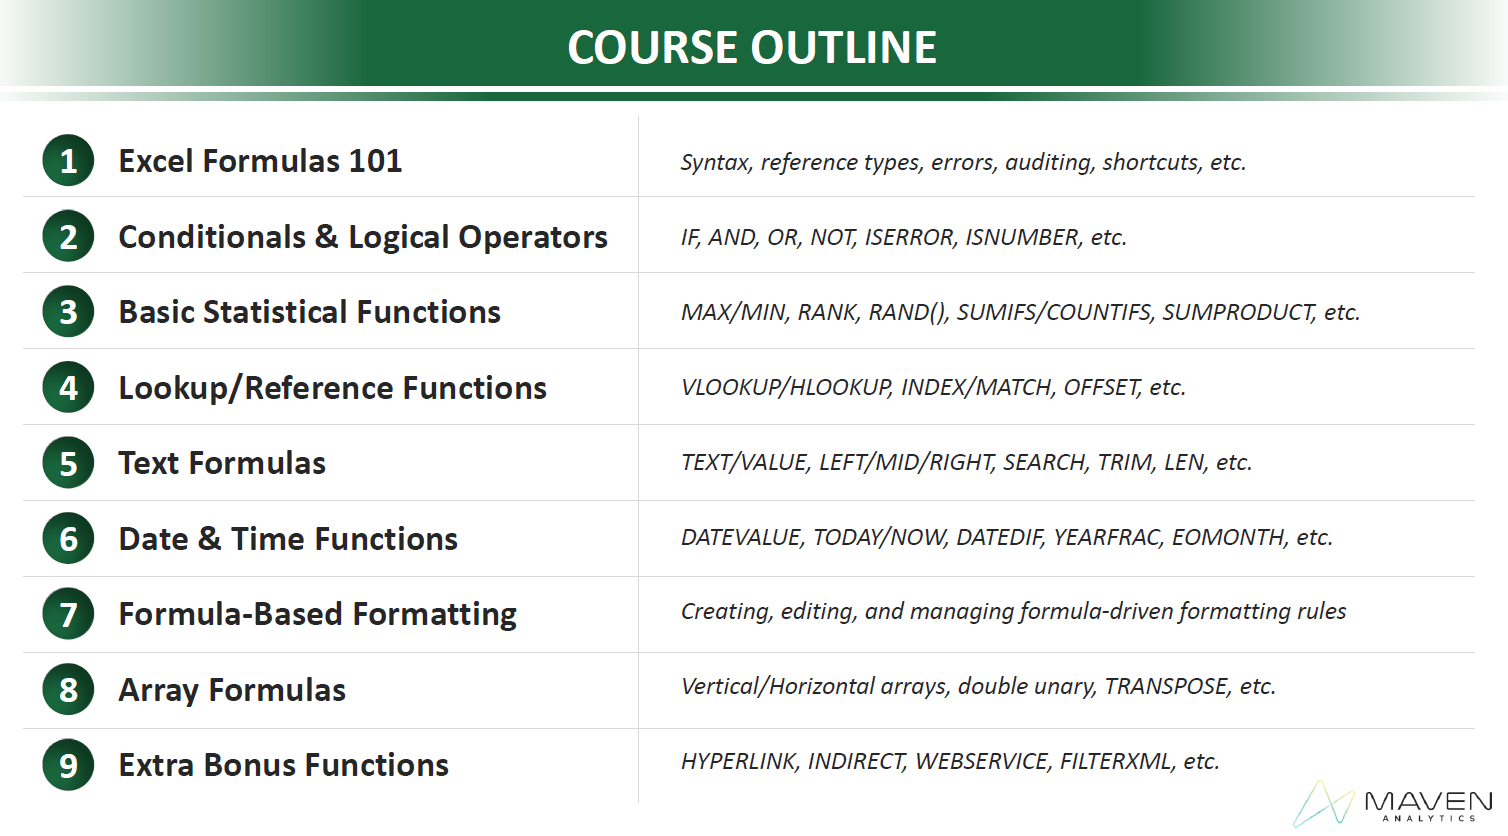 COURSE OUTLINE
1 Excel Formulas 101 Syntax, reference types, errors, auditing, shortcuts, etc.
2 Conditionals & Logical Operators IF, AND, OR, NOT, ISERROR, ISNUMBER, etc.
3 Basic Statistical Functions MAX/MIN, RANK, RAND(), SUMIFS/COUNTIFS, SUMPRODUCT, etc.
4 Lookup/Reference Functions VLOOKUP/HLOOKUP, INDEX/MATCH, OFFSET, etc.
5 Text Formulas TEXT/VALUE, LEFT/MID/RIGHT, SEARCH, TRIM, LEN, etc.
6 Date & Time Functions DATEVALUE, TODAY/NOW, DATEDIF, YEARFRAC, EOMONTH, etc.
7 Formula-Based Formatting Creating, editing, and managing formula-driven formatting rules
8 Array Formulas Vertical/Horizontal arrays, double unary, TRANSPOSE, etc.
9 Extra Bonus Functions HYPERLINK, INDIRECT, WEBSERVICE, FILTERXML, etc.
MAVEN
ANALYTICS